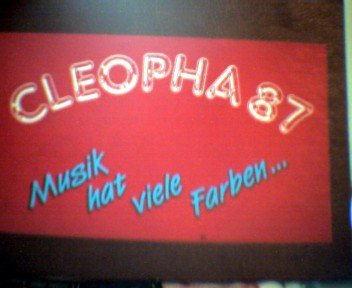 CLEOPHA 87
Musik hat viele Farben...